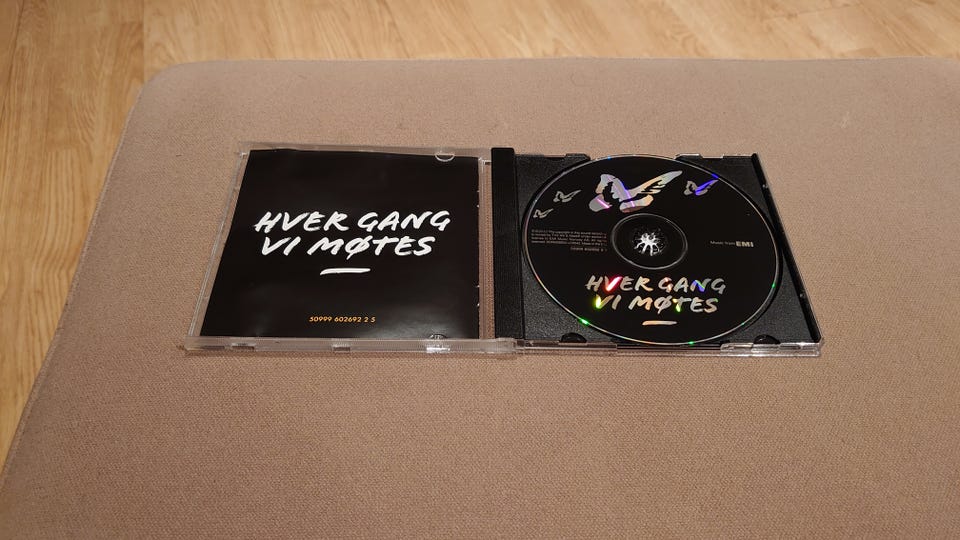 HVER GANG
VI MØTES
50999 602692 2 5
Music from EMI
HVER GANG
VI MØTES